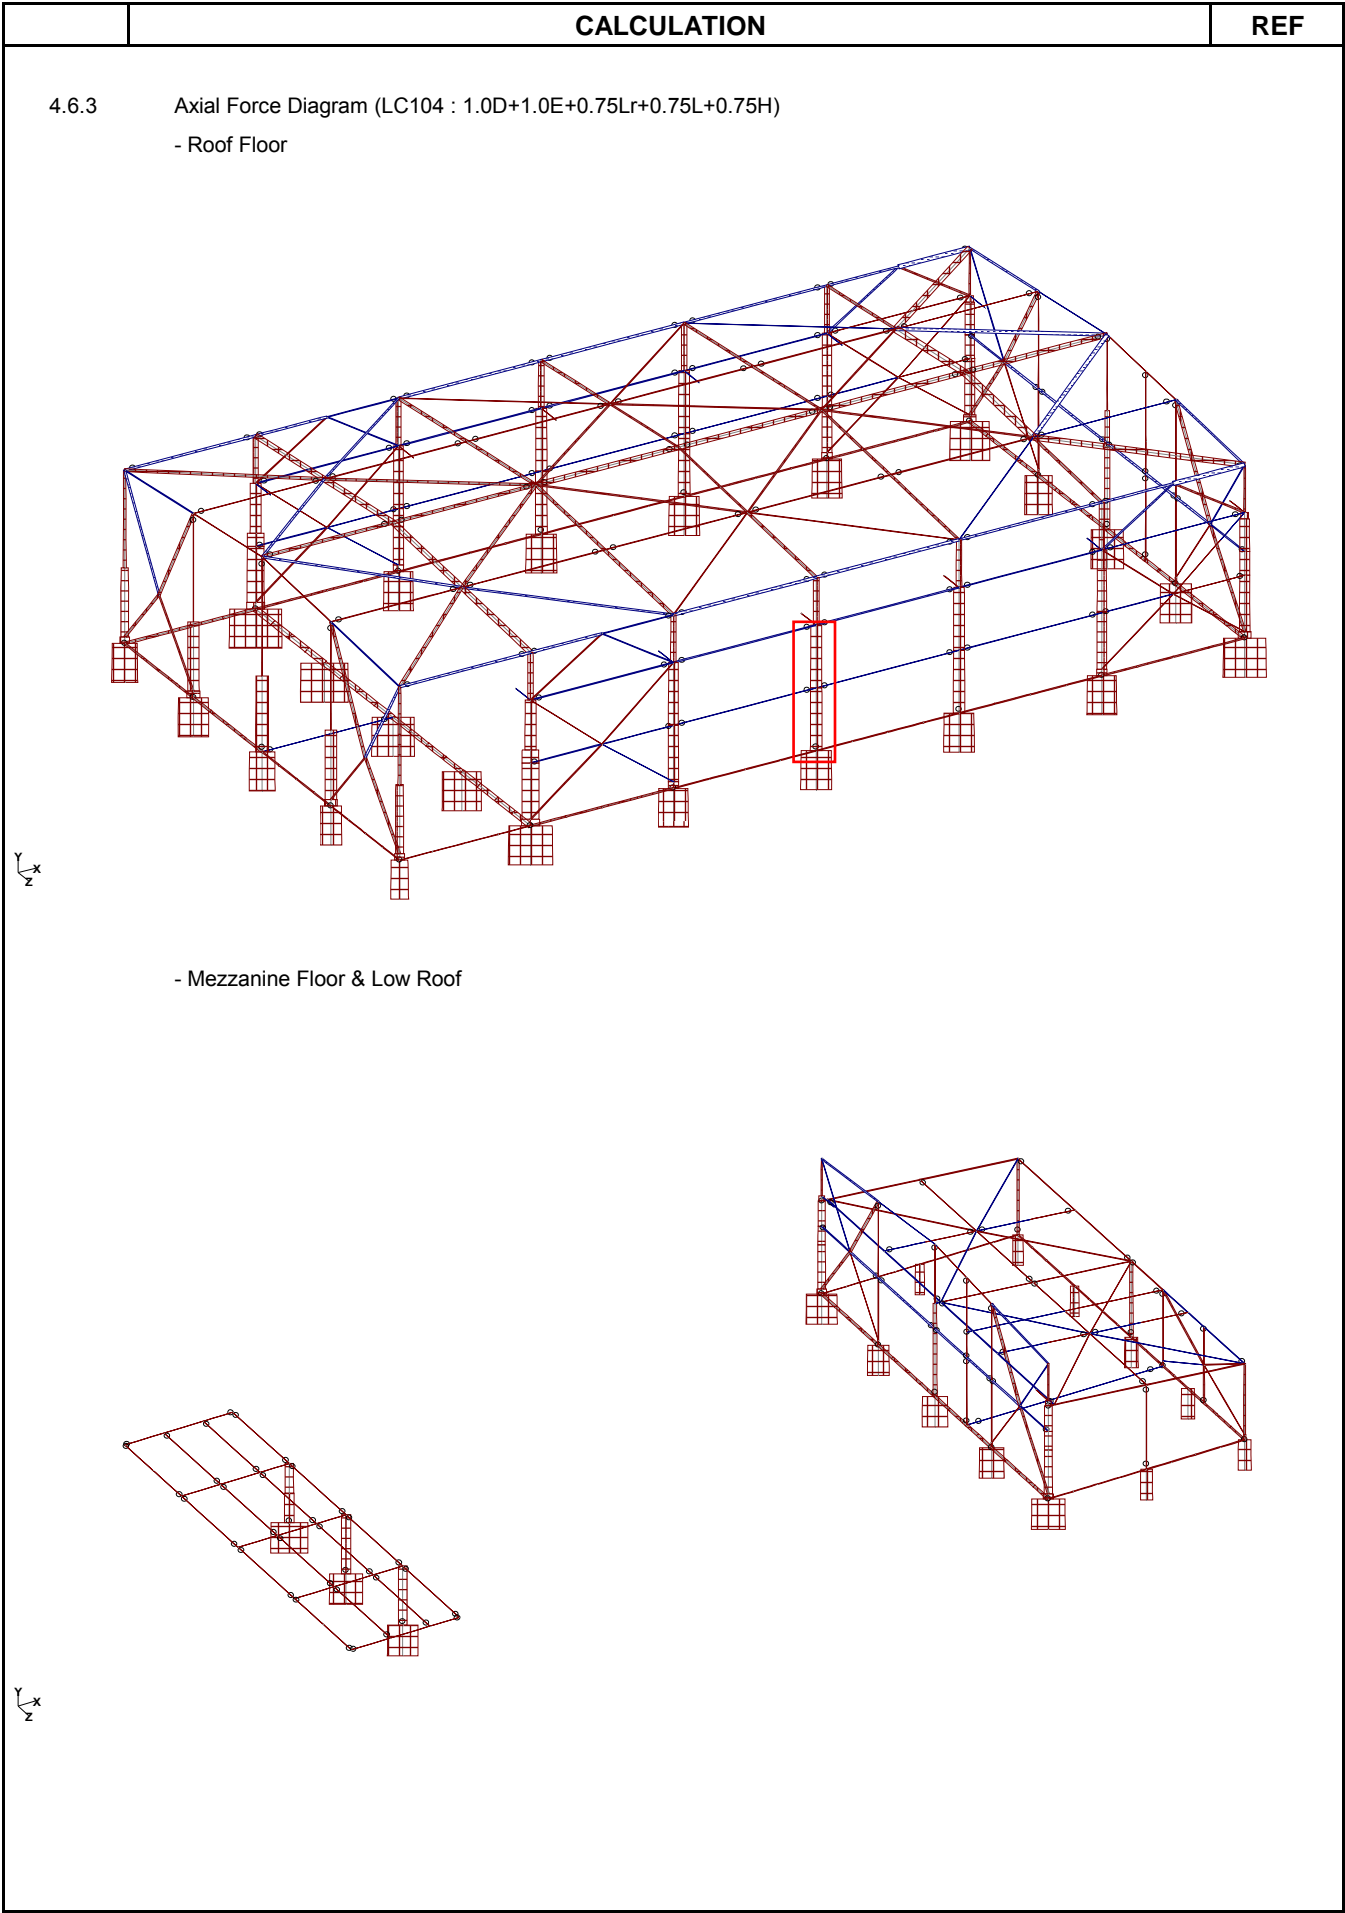 CALCULATION
REF
4.6.3 Axial Force Diagram (LC104 : 1.0D+1.0E+0.75Lr+0.75L+0.75H)
- Roof Floor
Y
X
Z
- Mezzanine Floor & Low Roof
Y
X
Z